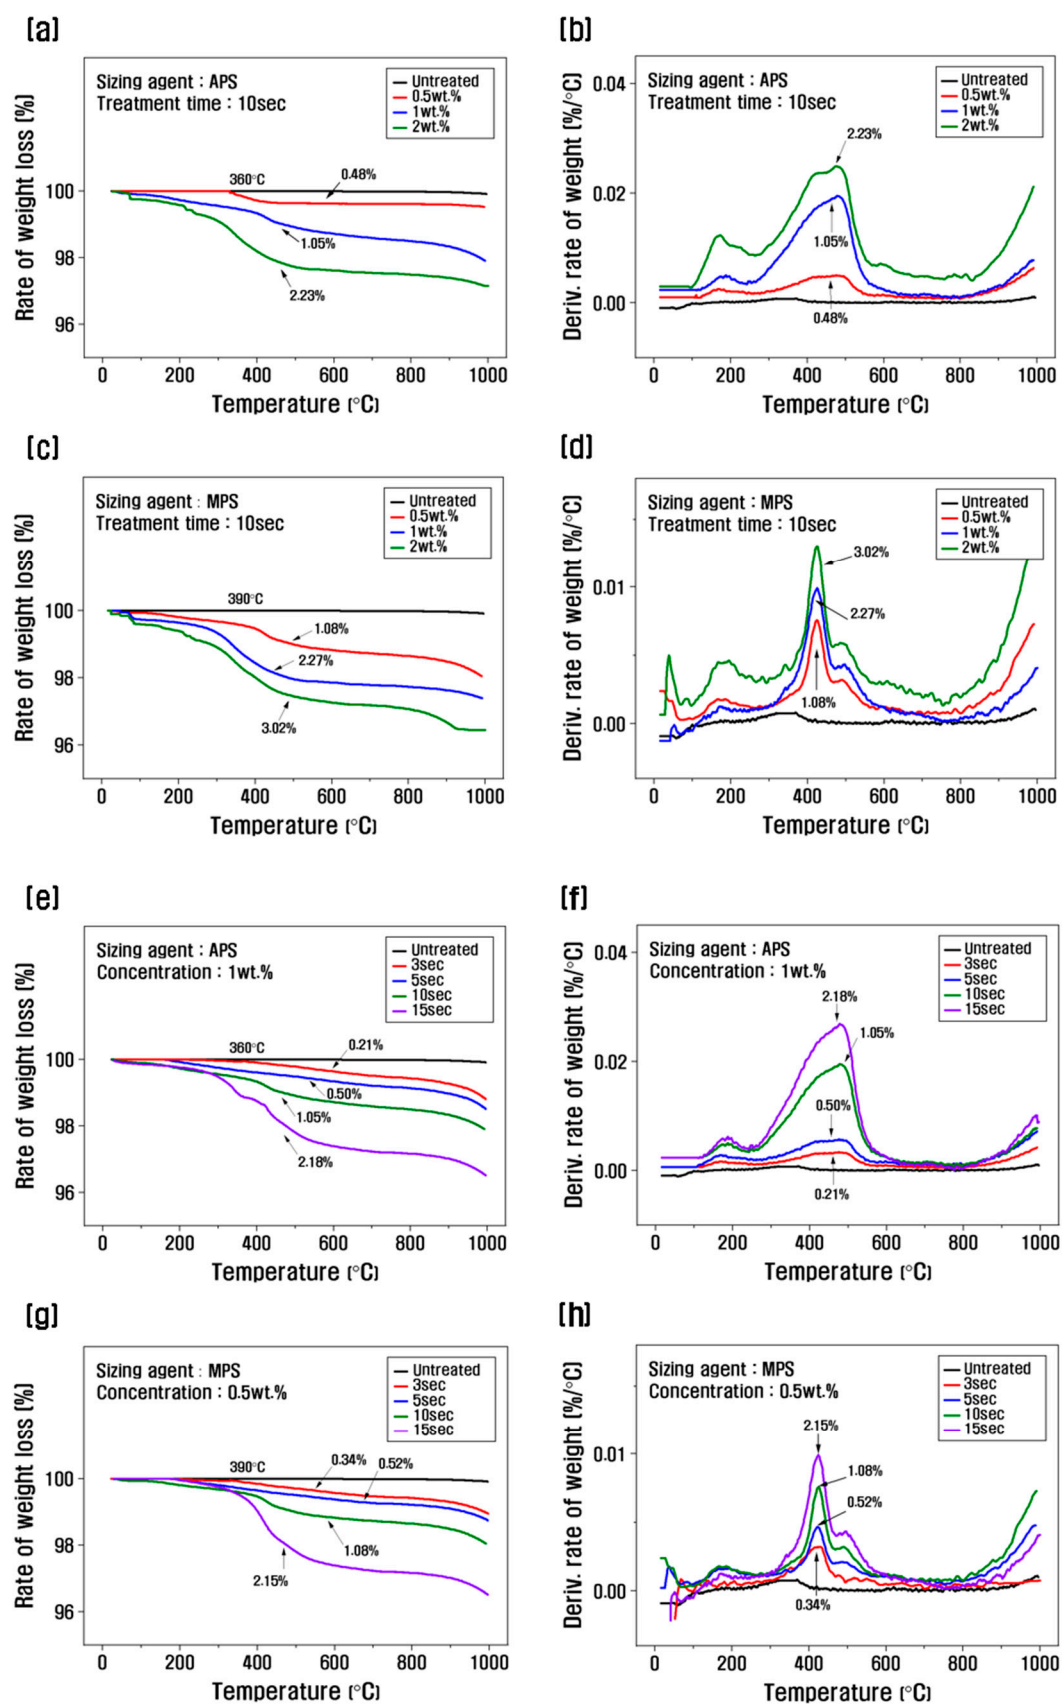 [a]
Sizing agent : APS
Treatment time : 10sec
Untreated
0.5wt.%
1wt.%
2wt.%
Rate of weight loss (%)
100
98
96
360°C
0.48%
1.05%
2.23%
0 200 400 600 800 1000
Temperature [°C]
[b]
Sizing agent : APS
Treatment time : 10sec
Untreated
0.5wt.%
1wt.%
2wt.%
Deriv. rate of weight [%/°C]
0.04
0.02
0.00
2.23%
1.05%
0.48%
0 200 400 600 800 1000
Temperature [°C]
[c]
Sizing agent : MPS
Treatment time : 10sec
Untreated
0.5wt.%
1wt.%
2wt.%
Rate of weight loss (%)
100
98
96
390°C
1.08%
2.27%
3.02%
0 200 400 600 800 1000
Temperature [°C]
[d]
Sizing agent : MPS
Treatment time : 10sec
Untreated
0.5wt.%
1wt.%
2wt.%
Deriv. rate of weight [%/°C]
0.01
0.00
3.02%
2.27%
1.08%
0 200 400 600 800 1000
Temperature [°C]
[e]
Sizing agent : APS
Concentration : 1wt.%
Untreated
3sec
5sec
10sec
15sec
Rate of weight loss (%)
100
98
96
360°C
0.21%
0.50%
1.05%
2.18%
0 200 400 600 800 1000
Temperature [°C]
[f]
Sizing agent : APS
Concentration : 1wt.%
Untreated
3sec
5sec
10sec
15sec
Deriv. rate of weight [%/°C]
0.04
0.02
0.00
2.18%
1.05%
0.50%
0.21%
0 200 400 600 800 1000
Temperature [°C]
[g]
Sizing agent : MPS
Concentration : 0.5wt.%
Untreated
3sec
5sec
10sec
15sec
Rate of weight loss (%)
100
98
96
390°C
0.34%
0.52%
1.08%
2.15%
0 200 400 600 800 1000
Temperature [°C]
[h]
Sizing agent : MPS
Concentration : 0.5wt.%
Untreated
3sec
5sec
10sec
15sec
Deriv. rate of weight [%/°C]
0.01
0.00
2.15%
1.08%
0.52%
0.34%
0 200 400 600 800 1000
Temperature [°C]